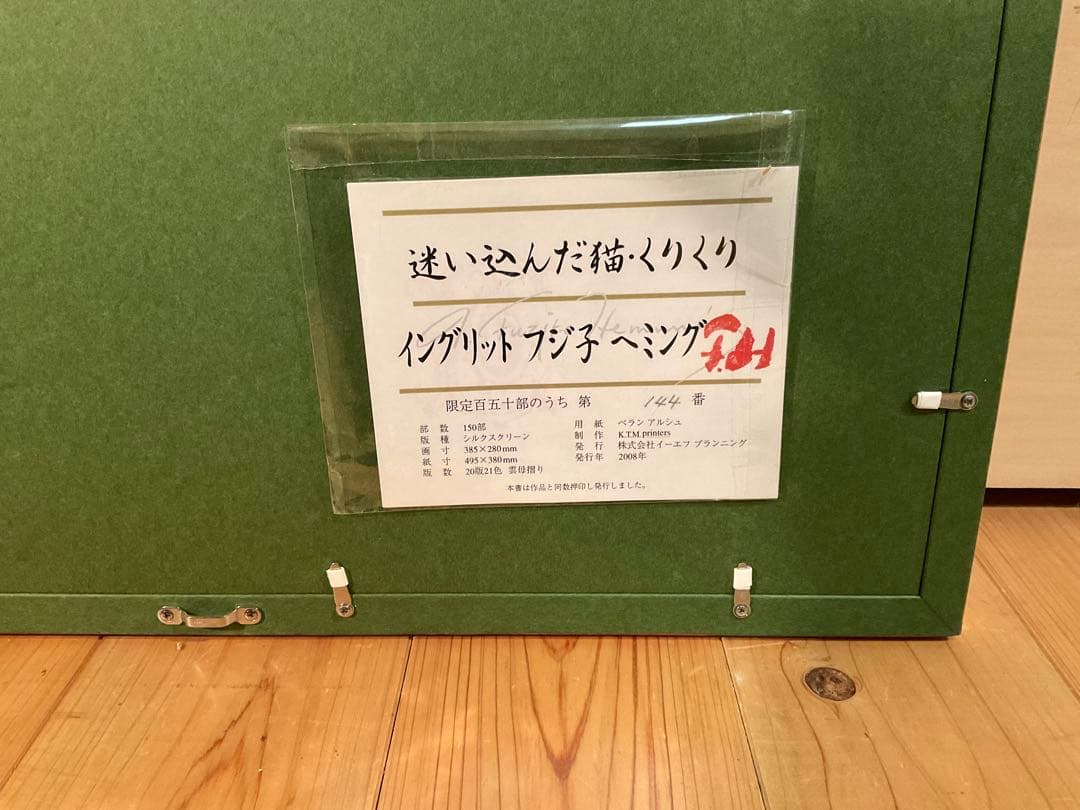 迷い込んだ猫・くりくり
Fuziko Hemming
イングリット フジ子 ヘミング
限定百五十部のうち 第 144 番
部 数 150部
版 種 シルクスクリーン
画 寸 385×280mm
紙 寸 495×380mm
版 数 20版21色 雲母摺り
用 紙 ベラン アルシュ
制 作 K.T.M.printers
発 行 株式会社イーエフ プランニング
発行年 2008年
本書は作品と同数押印し発行しました。